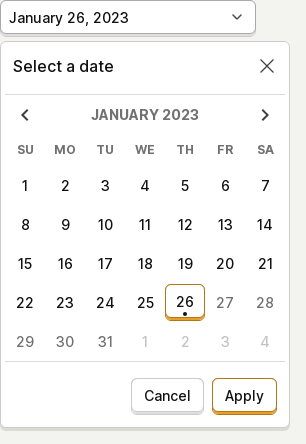 January 26, 2023
Select a date
JANUARY 2023
SU MO TU WE TH FR SA
1 2 3 4 5 6 7
8 9 10 11 12 13 14
15 16 17 18 19 20 21
22 23 24 25 26 27 28
29 30 31 1 2 3 4
Cancel Apply